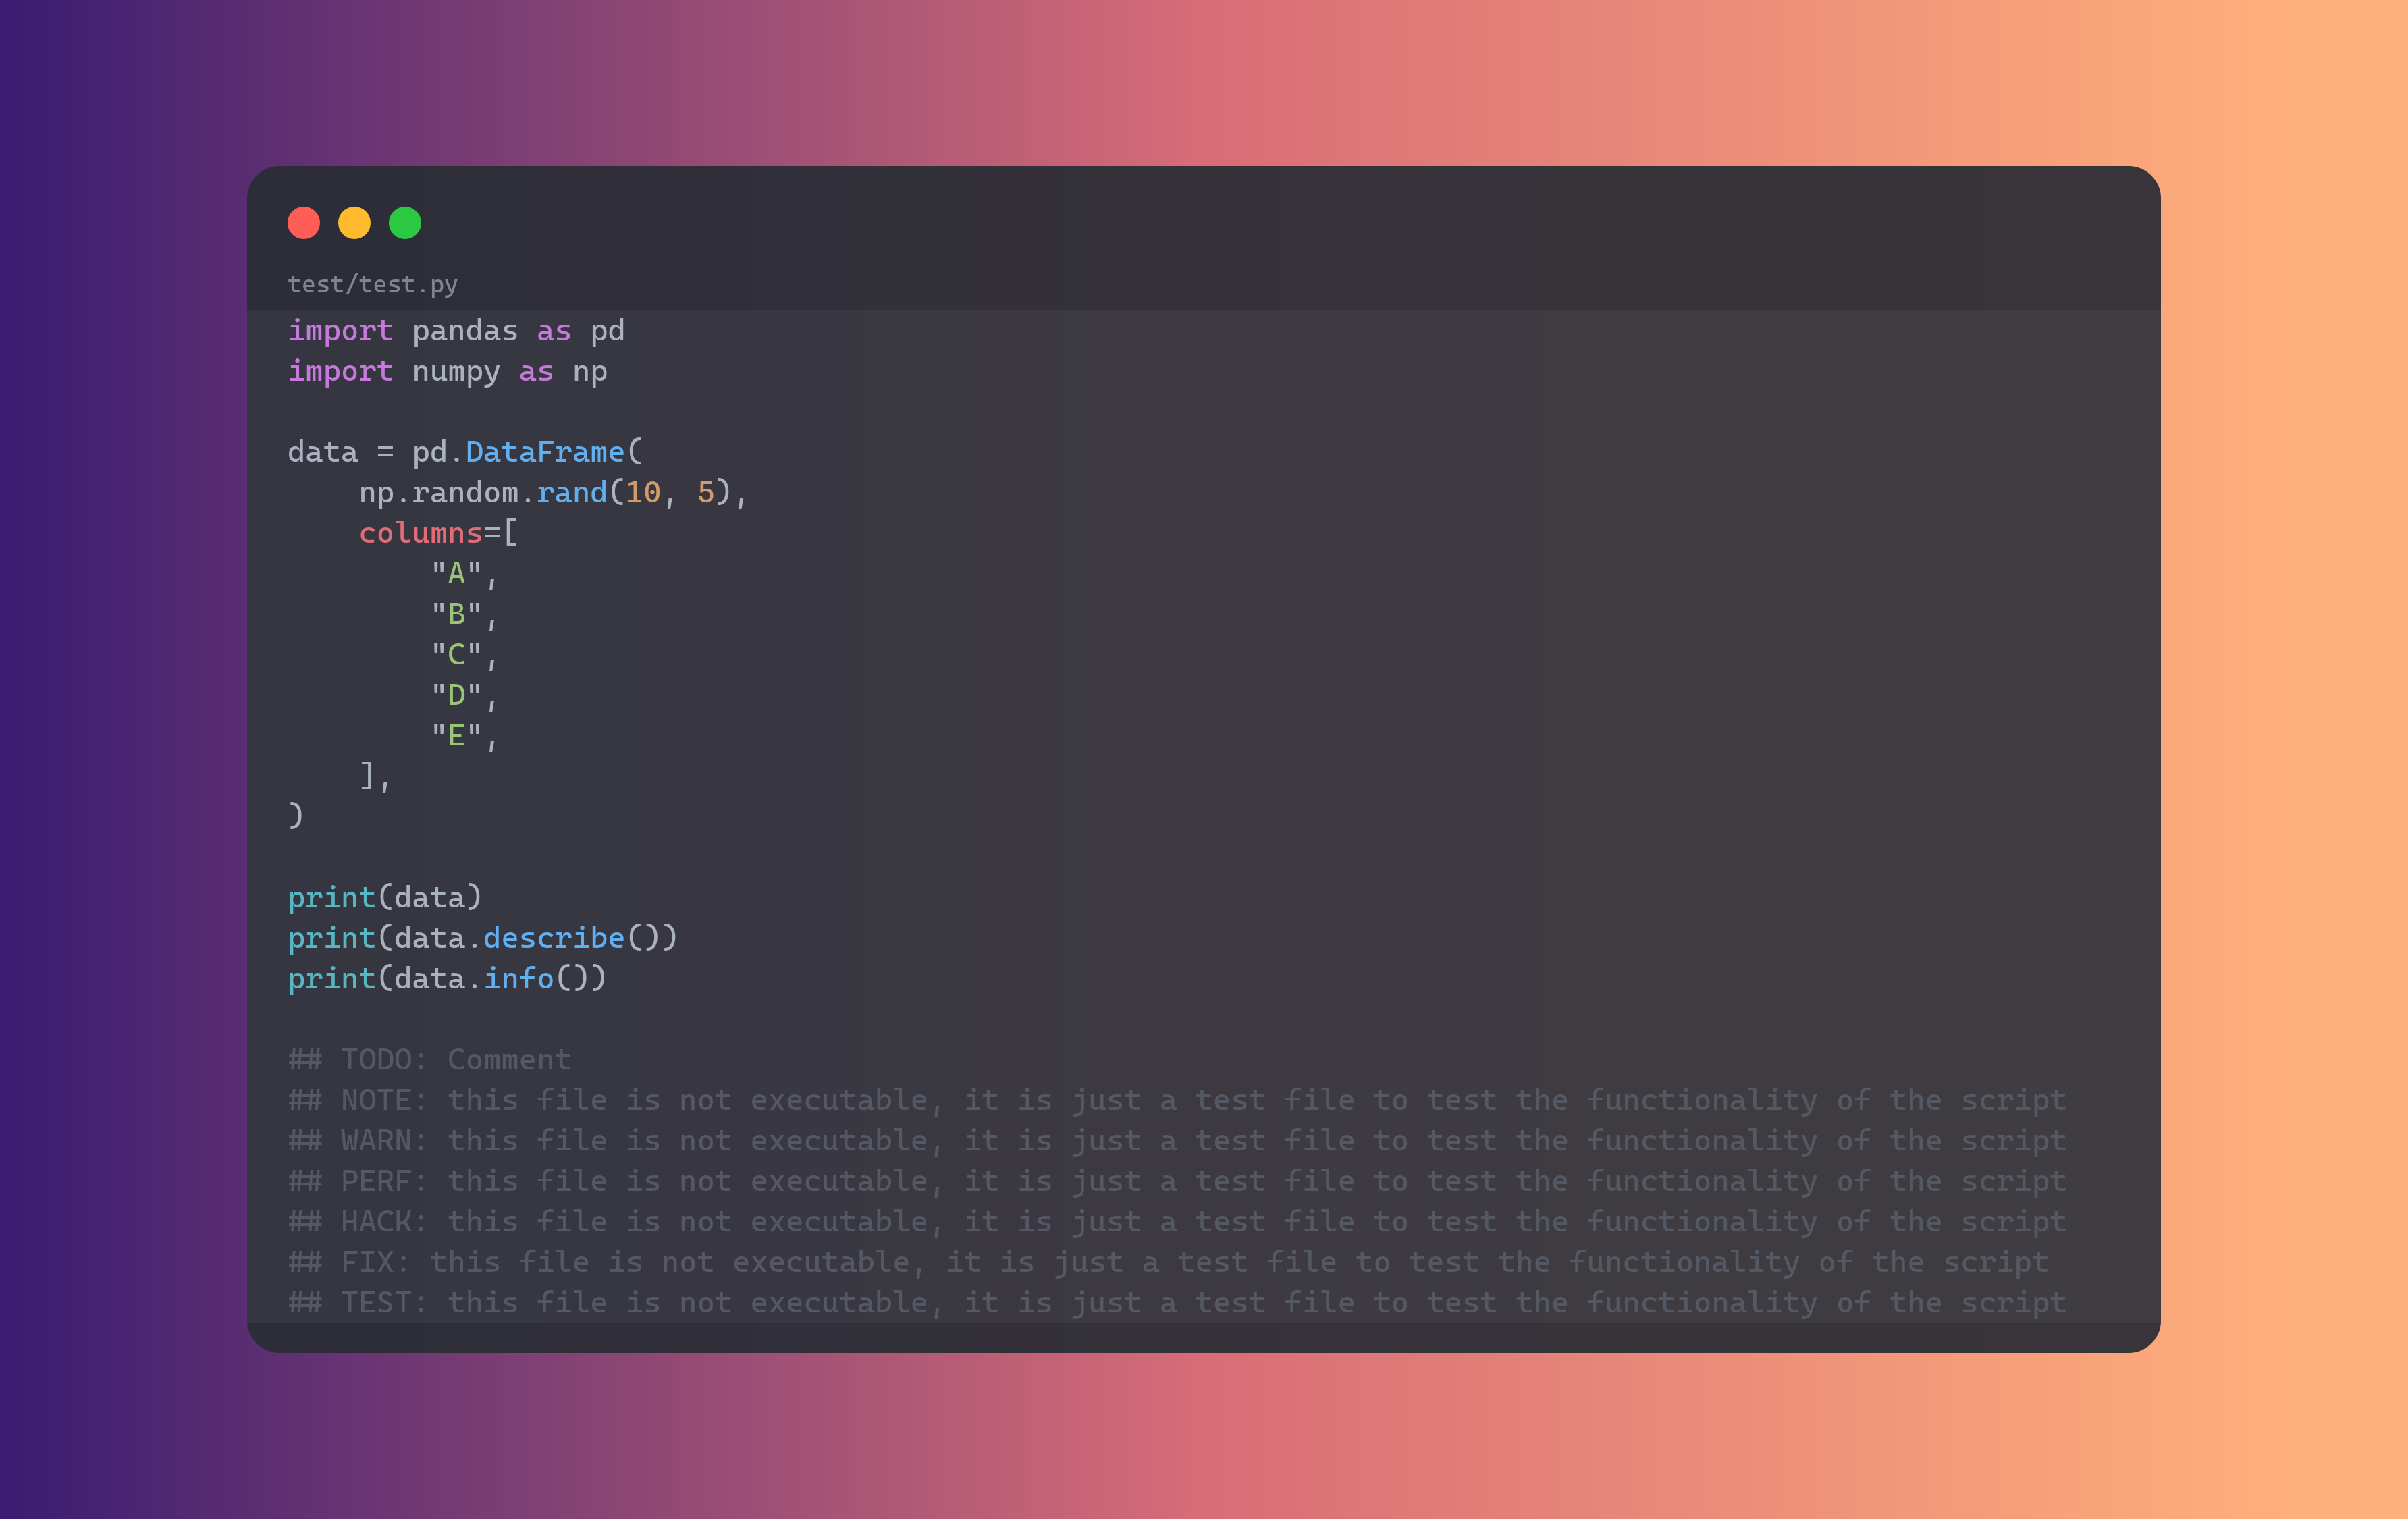 test/test.py
import pandas as pd
import numpy as np

data = pd.DataFrame(
    np.random.rand(10, 5),
    columns=[
        "A",
        "B",
        "C",
        "D",
        "E",
    ],
)

print(data)
print(data.describe())
print(data.info())

## TODO: Comment
## NOTE: this file is not executable, it is just a test file to test the functionality of the script
## WARN: this file is not executable, it is just a test file to test the functionality of the script
## PERF: this file is not executable, it is just a test file to test the functionality of the script
## HACK: this file is not executable, it is just a test file to test the functionality of the script
## FIX: this file is not executable, it is just a test file to test the functionality of the script
## TEST: this file is not executable, it is just a test file to test the functionality of the script